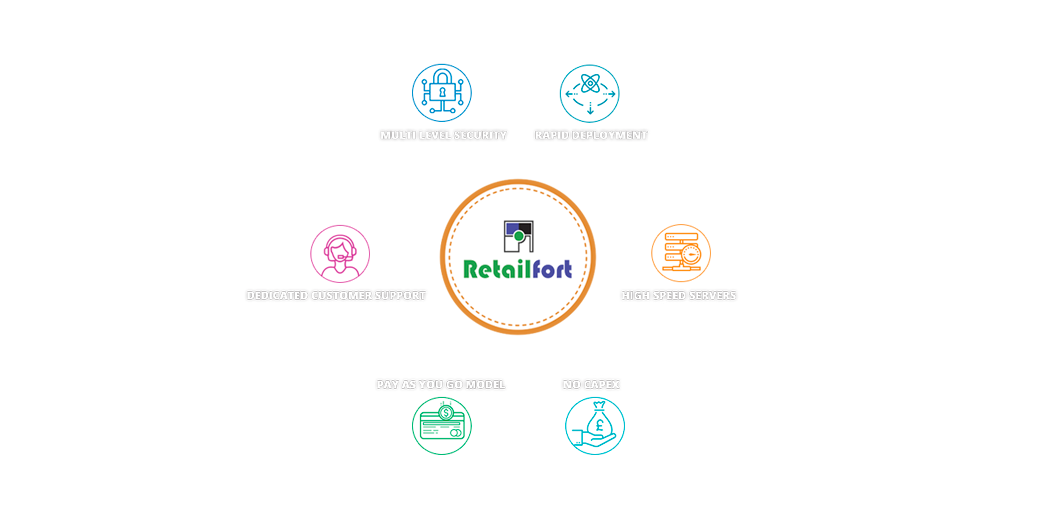 MULTI LEVEL SECURITY
RAPID DEPLOYMENT
Retailfort
DEDICATED CUSTOMER SUPPORT
HIGH SPEED SERVERS
PAY AS YOU GO MODEL
NO CAPEX
$
£